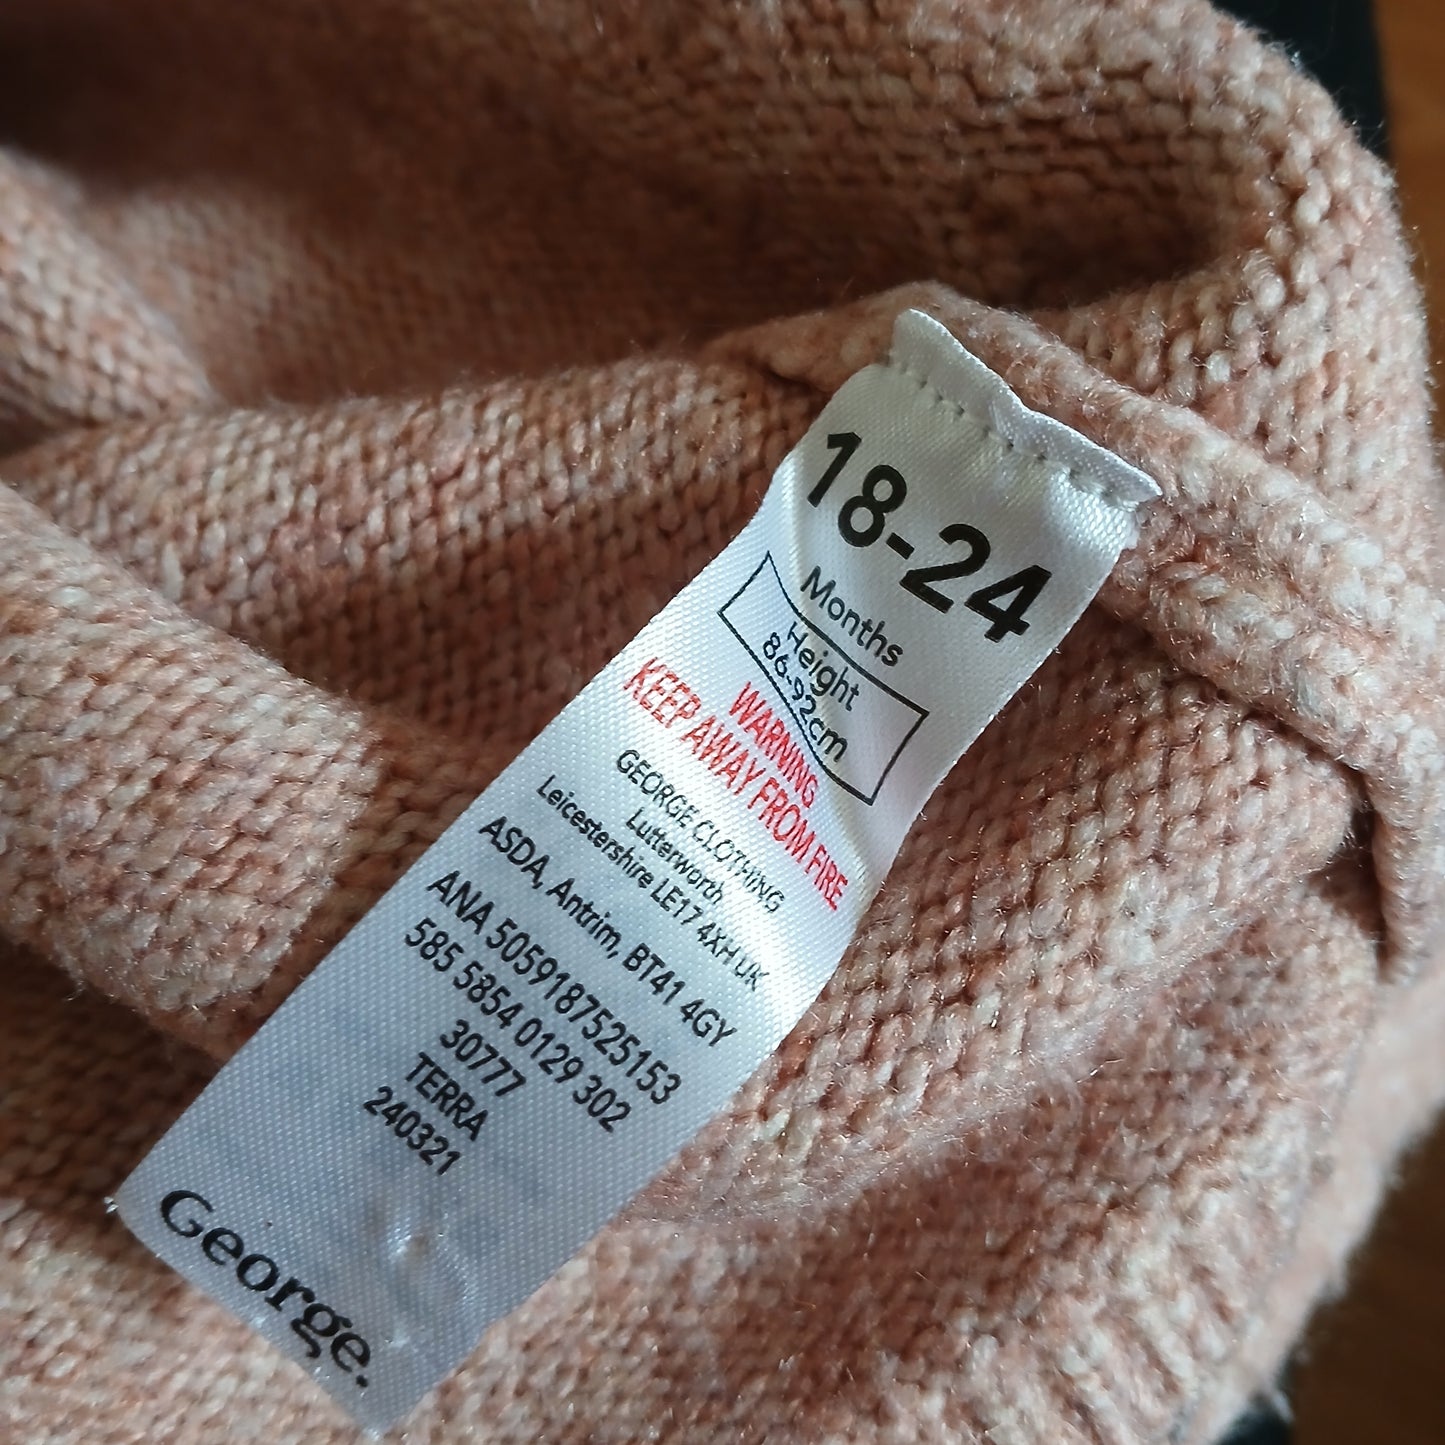 18-24
Months
Height
86-92cm
WARNING
KEEP AWAY FROM FIRE
GEORGE CLOTHING
Lutterworth
Leicestershire LE17 4XH UK
ASDA, Antrim, BT41 4GY
ANA 5059187525153
585 5854 0129 302
30777
TERRA
240321
George.